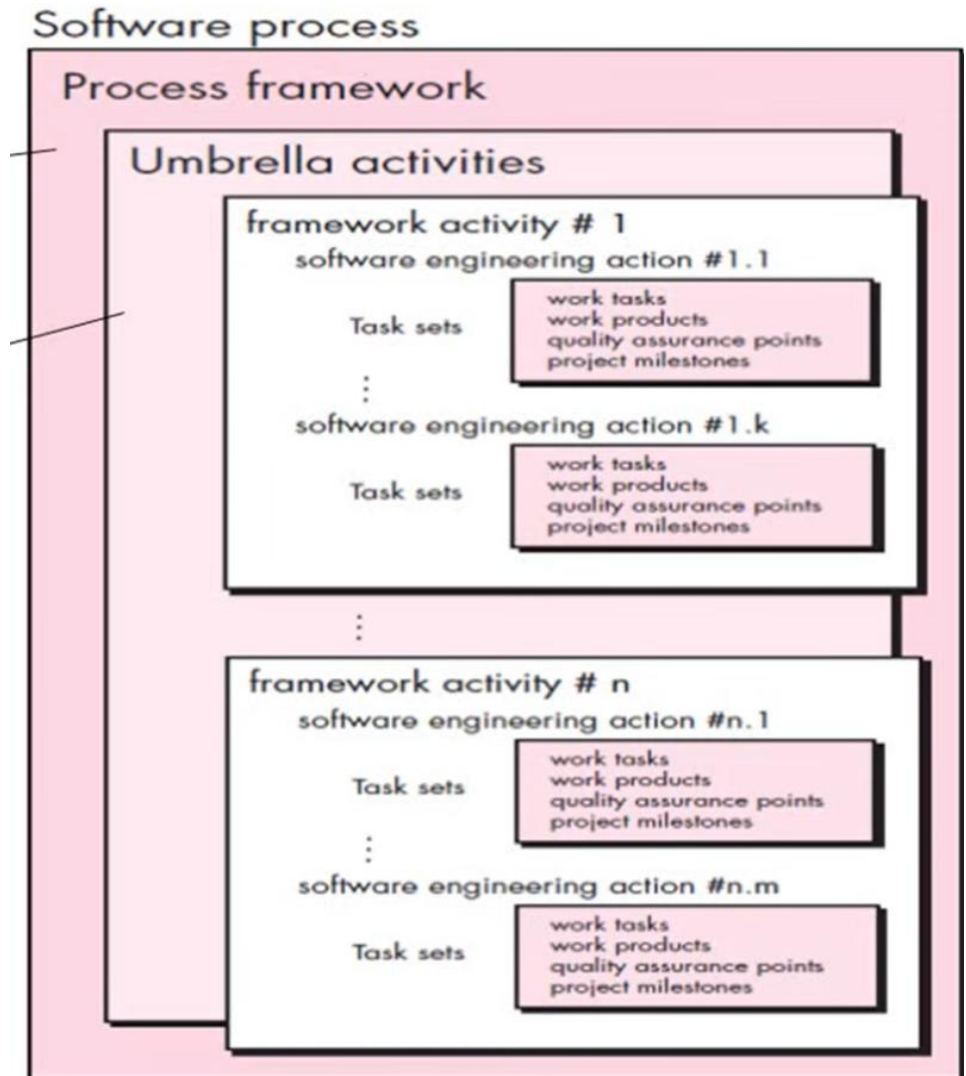 Software process
Process framework
Umbrella activities
framework activity # 1
software engineering action #1.1
Task sets
work tasks
work products
quality assurance points
project milestones
software engineering action #1.k
Task sets
work tasks
work products
quality assurance points
project milestones
framework activity # n
software engineering action #n.1
Task sets
work tasks
work products
quality assurance points
project milestones
software engineering action #n.m
Task sets
work tasks
work products
quality assurance points
project milestones